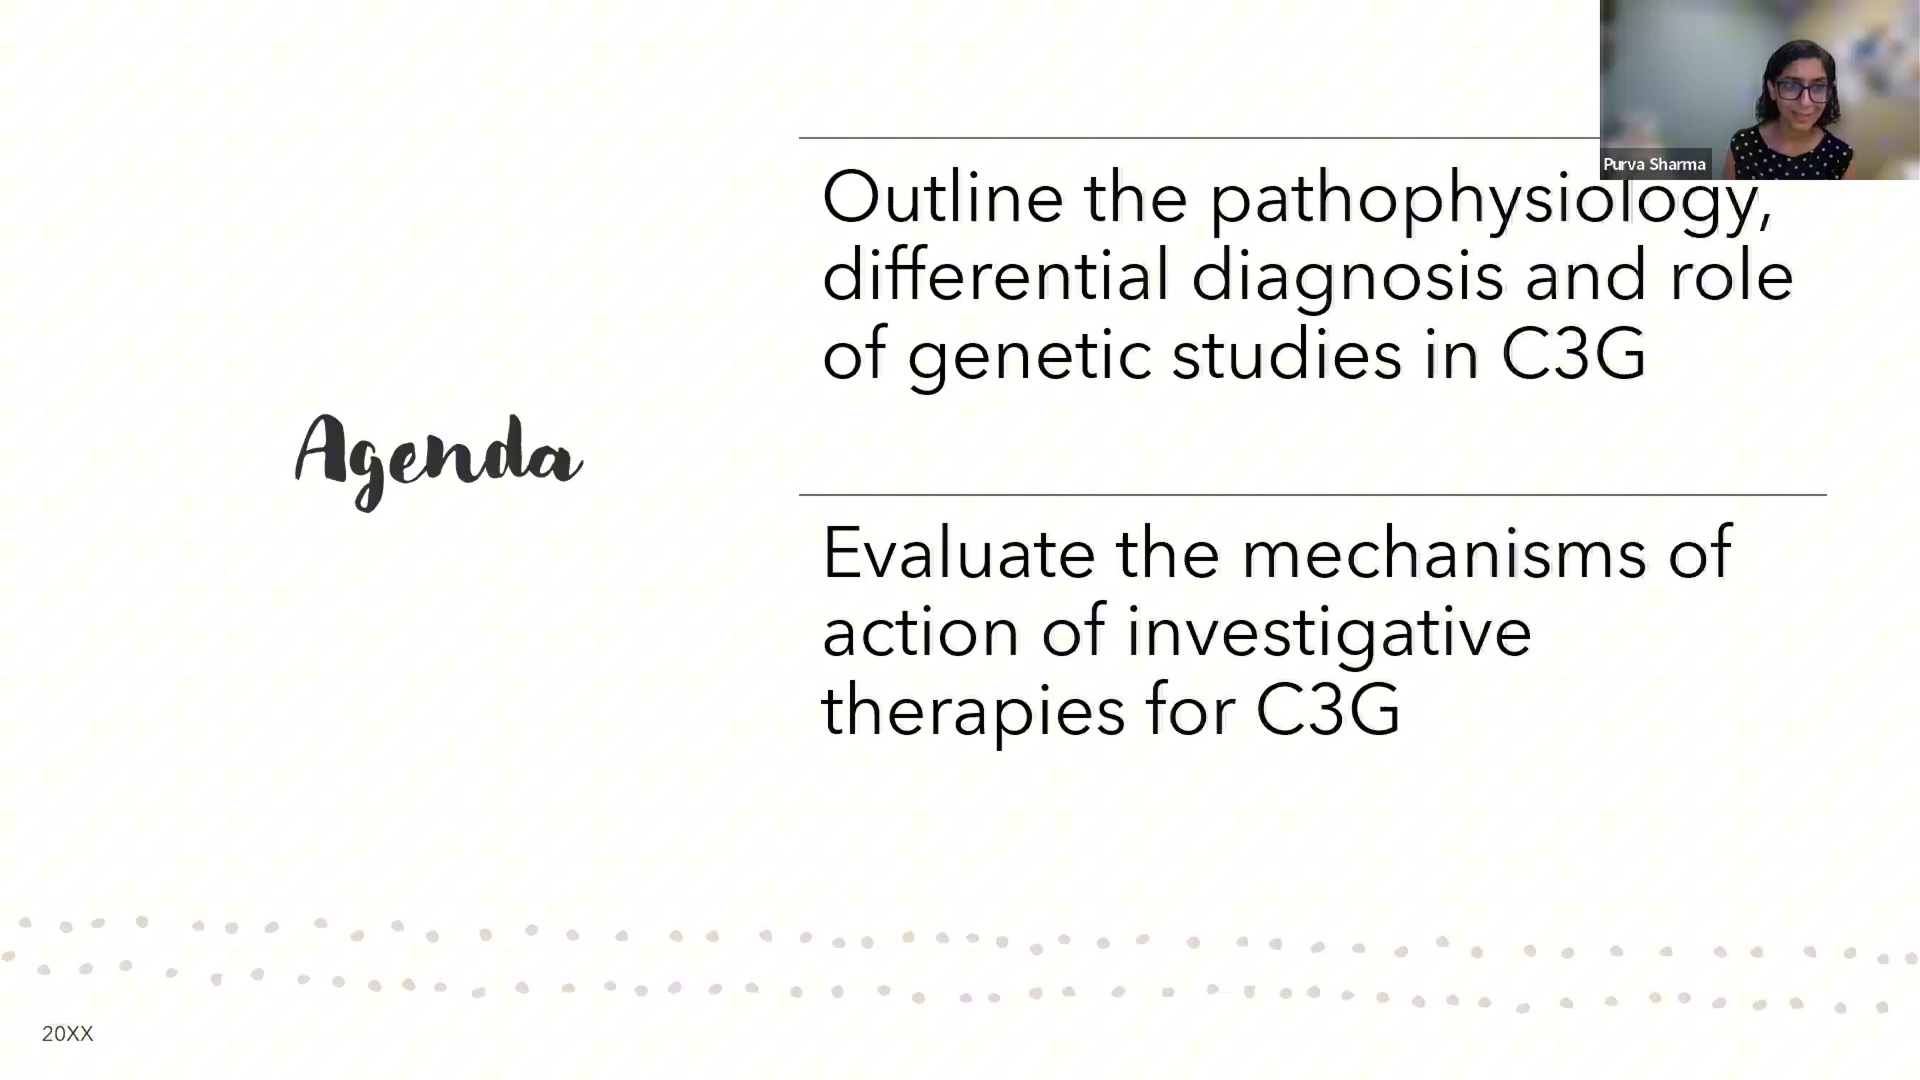 Purva Sharma
Outline the pathophysiology,
differential diagnosis and role
of genetic studies in C3G
Agenda
Evaluate the mechanisms of
action of investigative
therapies for C3G
20XX